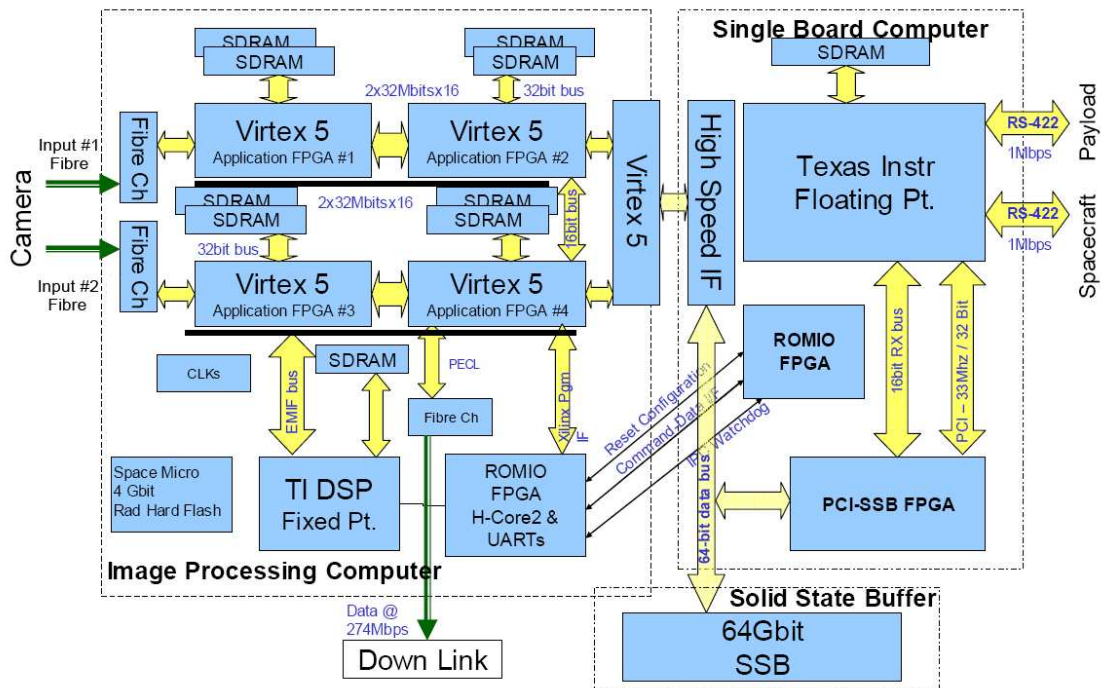 Single Board Computer
SDRAM
SDRAM
SDRAM
SDRAM
SDRAM
2x32Mbitsx16
32bit bus
Fibre Ch
Virtex 5
Application FPGA #1
Virtex 5
Application FPGA #2
Virtex 5
High Speed IF
Texas Instr
Floating Pt.
RS-422
1Mbps
Payload
RS-422
1Mbps
Spacecraft
Input #1
Fibre
Camera
Input #2
Fibre
SDRAM
SDRAM
2x32Mbitsx16
SDRAM
SDRAM
16bit bus
Fibre Ch
32bit bus
Virtex 5
Application FPGA #3
Virtex 5
Application FPGA #4
CLKs
EMIF bus
SDRAM
PECL
Fibre Ch
Xilinx Pgm
IF
Reset Configuration
Command-Data I/F
Watchdog
ROMIO
FPGA
16bit RX bus
PCI – 33Mhz / 32 Bit
Space Micro
4 Gbit
Rad Hard Flash
TI DSP
Fixed Pt.
ROMIO
FPGA
H-Core2 &
UARTs
64-bit data bus
PCI-SSB FPGA
Image Processing Computer
Data @
274Mbps
Down Link
Solid State Buffer
64Gbit
SSB